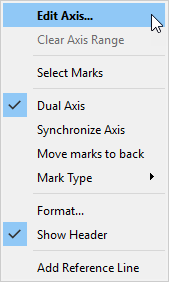 Edit Axis...
Clear Axis Range
Select Marks
Dual Axis
Synchronize Axis
Move marks to back
Mark Type
Format...
Show Header
Add Reference Line